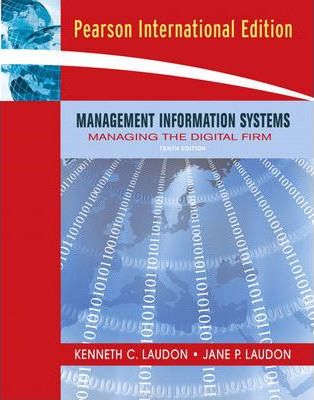 Pearson International Edition
MANAGEMENT INFORMATION SYSTEMS
MANAGING THE DIGITAL FIRM
TENTH EDITION
KENNETH C. LAUDON • JANE P. LAUDON